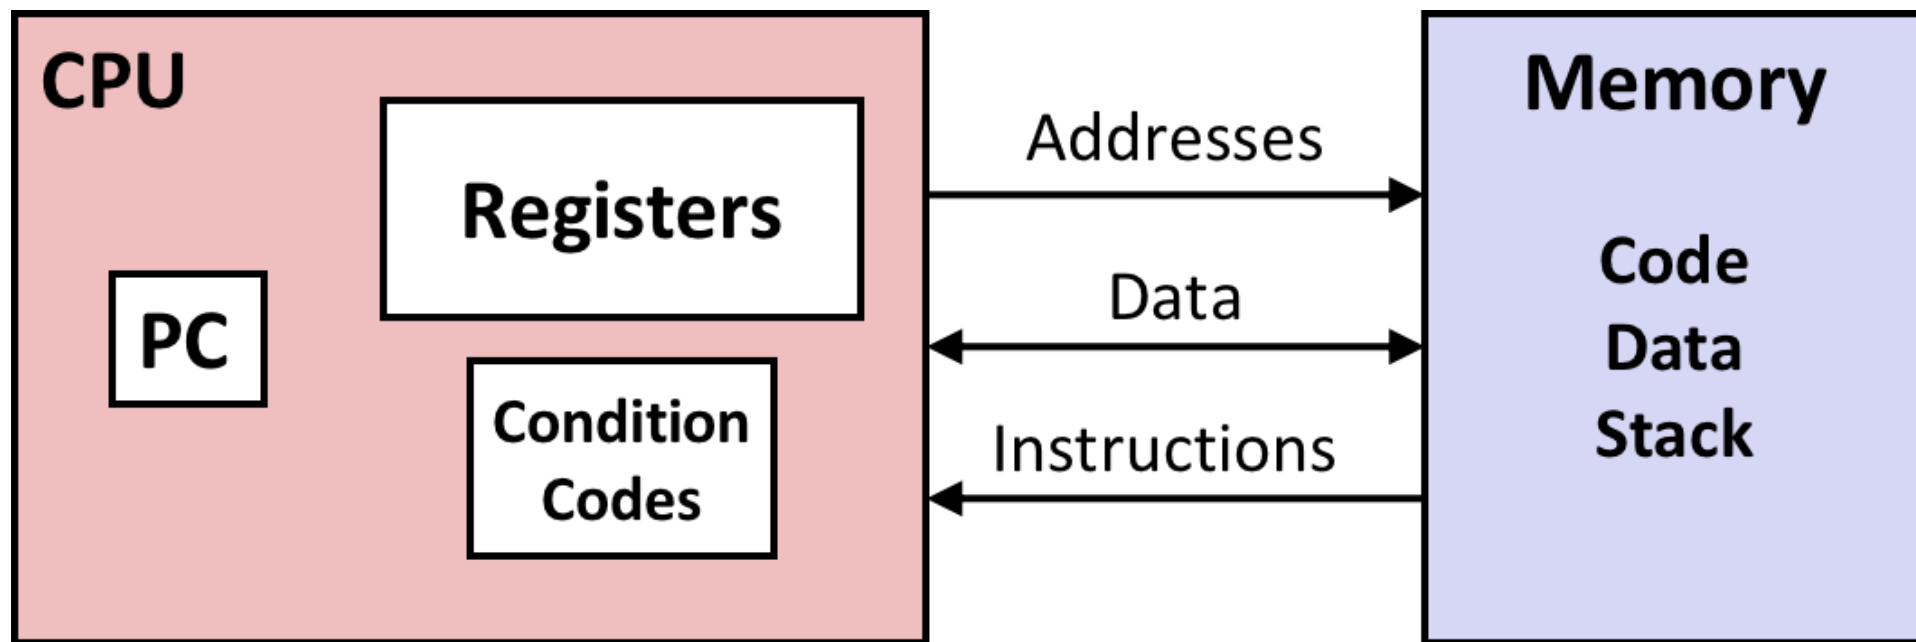 CPU
Registers
PC
Condition
Codes
Addresses
Data
Instructions
Memory
Code
Data
Stack